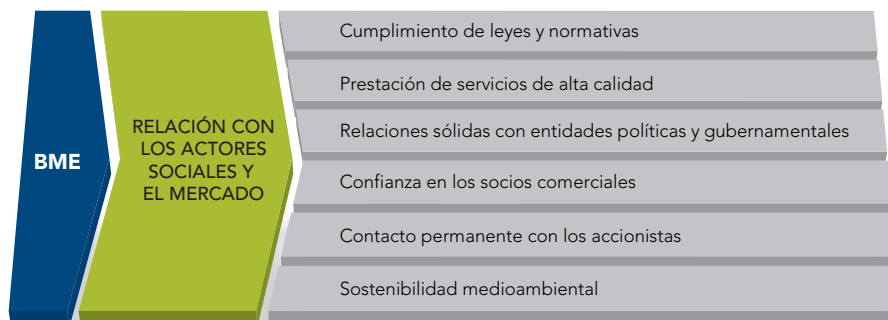 BME
RELACIÓN CON
LOS ACTORES
SOCIALES Y
EL MERCADO
Cumplimiento de leyes y normativas
Prestación de servicios de alta calidad
Relaciones sólidas con entidades políticas y gubernamentales
Confianza en los socios comerciales
Contacto permanente con los accionistas
Sostenibilidad medioambiental